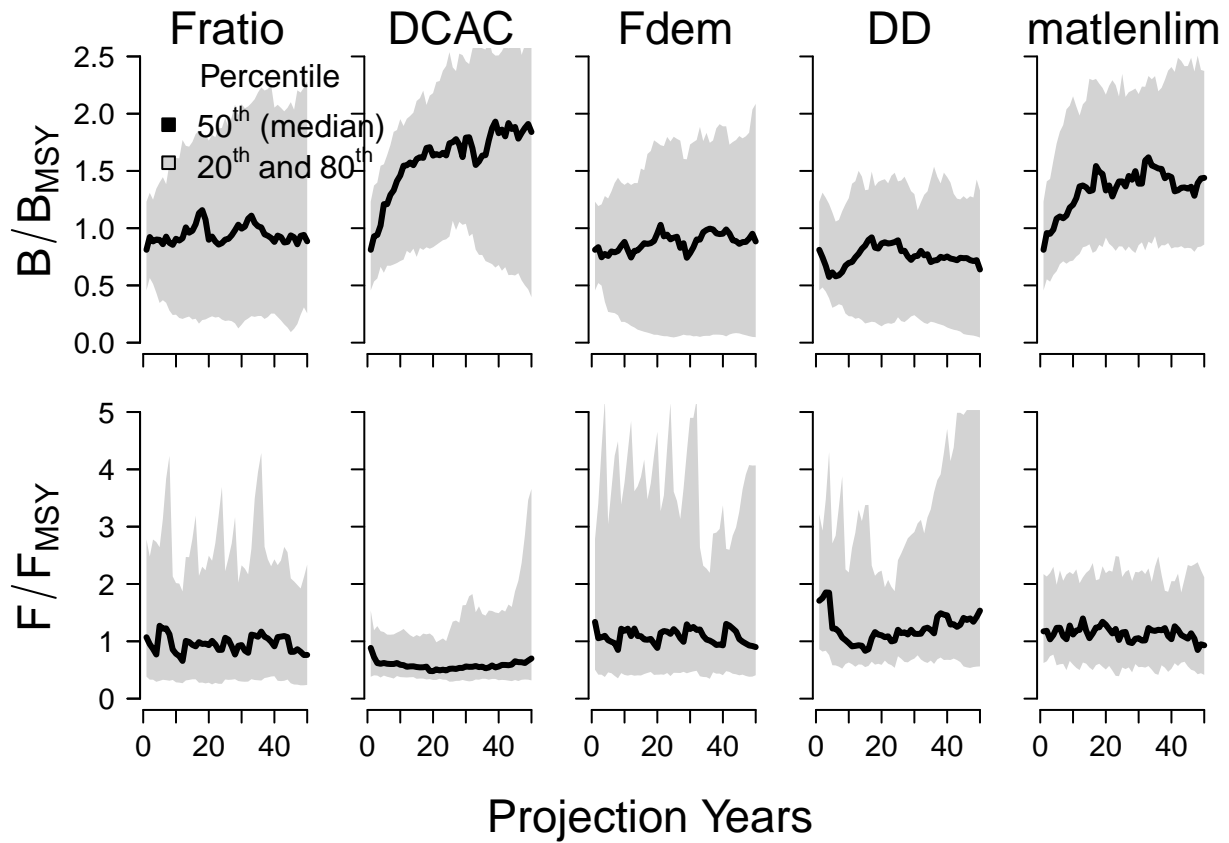 Fratio DCAC Fdem DD matlenlim
Percentile
50th (median)
20th and 80th
B / BMSY
2.5
2.0
1.5
1.0
0.5
0.0
F / FMSY
5
4
3
2
1
0
0 20 40 0 20 40 0 20 40 0 20 40 0 20 40
Projection Years